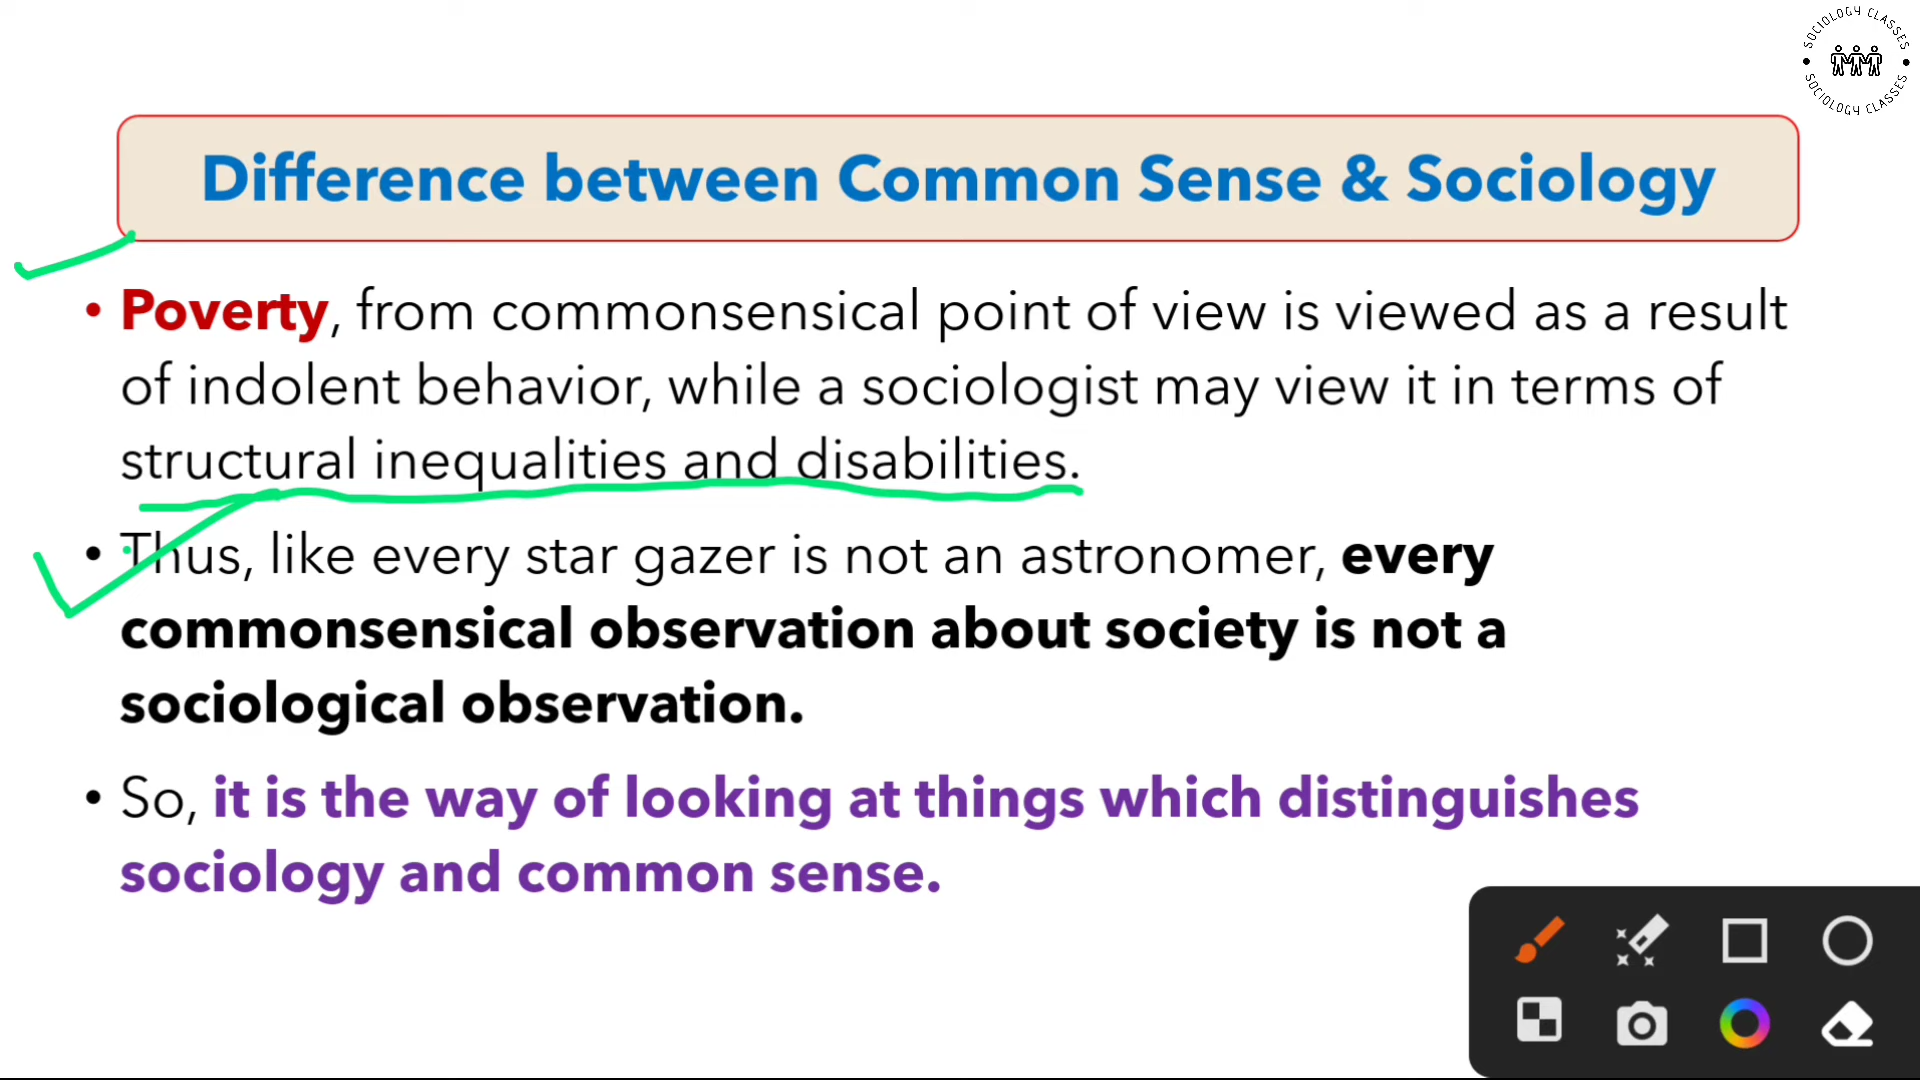 SOCIOLOGY CLASSES
SOCIOLOGY CLASSES
Difference between Common Sense & Sociology
• Poverty, from commonsensical point of view is viewed as a result
of indolent behavior, while a sociologist may view it in terms of
structural inequalities and disabilities.
• Thus, like every star gazer is not an astronomer, every
commonsensical observation about society is not a
sociological observation.
• So, it is the way of looking at things which distinguishes
sociology and common sense.